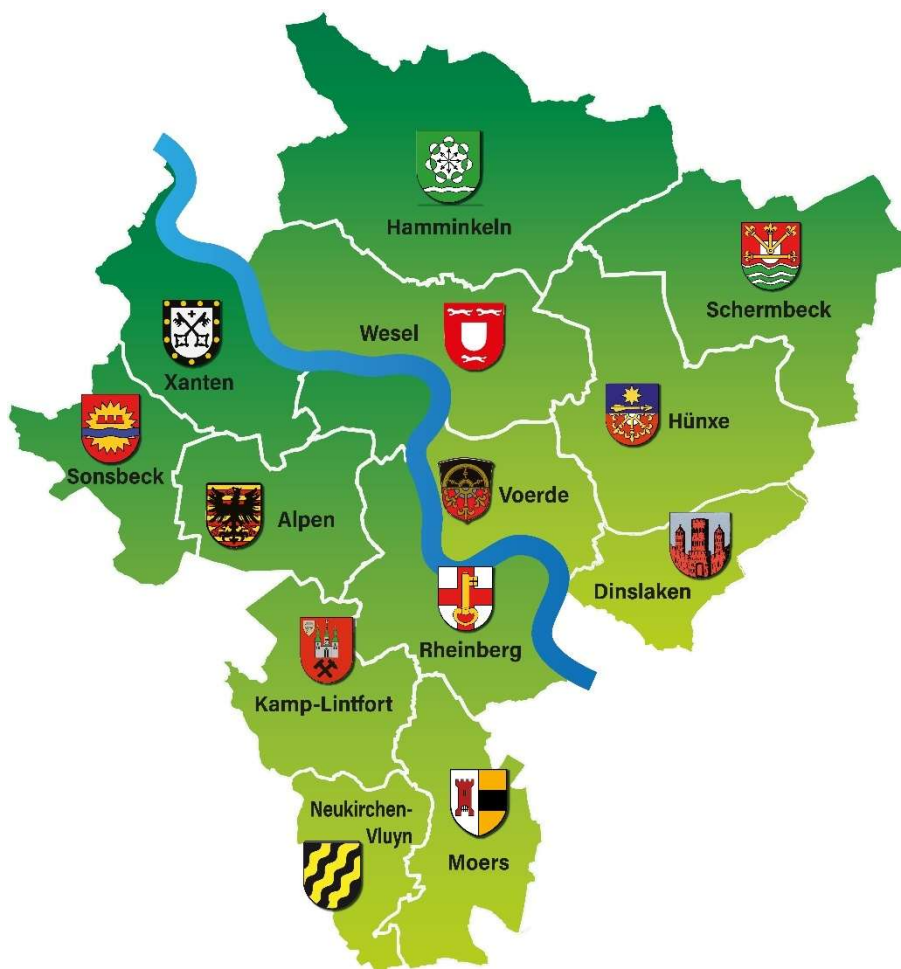 Hamminkeln
Schermbeck
Wesel
Xanten
Hünxe
Sonsbeck
Voerde
Alpen
Dinslaken
Rheinberg
Kamp-Lintfort
Neukirchen-
Vluyn
Moers